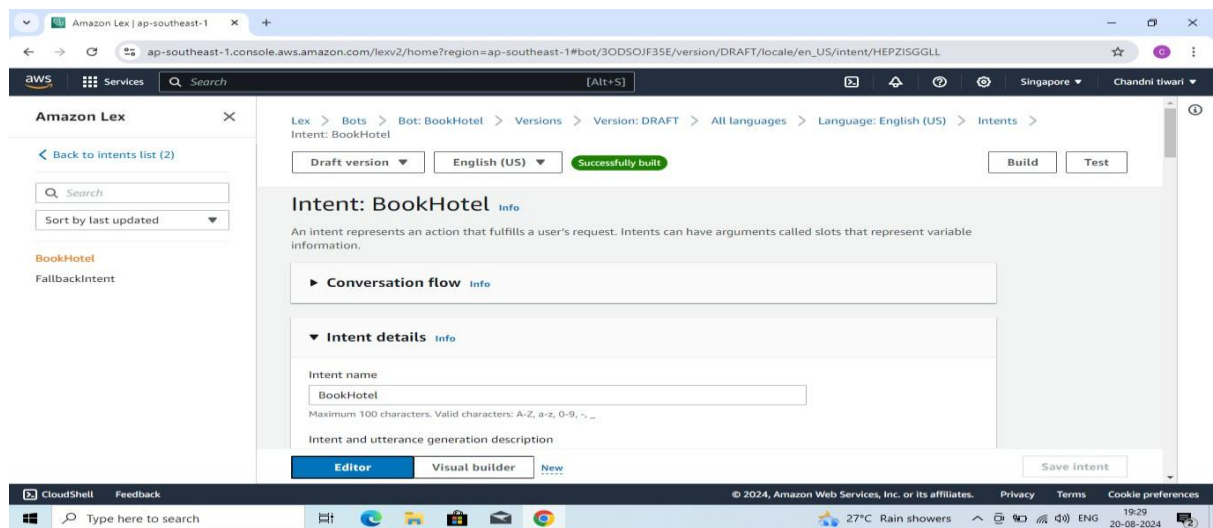 Amazon Lex | ap-southeast-1
ap-southeast-1.console.aws.amazon.com/lexv2/home?region=ap-southeast-1#bot/3ODSOJF35E/version/DRAFT/locale/en_US/intent/HEPZISGGLL
C
aws Services Search [Alt+S] Singapore Chandni tiwari
Amazon Lex
Back to intents list (2)
Search
Sort by last updated
BookHotel
FallbackIntent
Lex > Bots > Bot: BookHotel > Versions > Version: DRAFT > All languages > Language: English (US) > Intents >
Intent: BookHotel
Draft version English (US) Successfully built Build Test
Intent: BookHotel Info
An intent represents an action that fulfills a user's request. Intents can have arguments called slots that represent variable
information.
Conversation flow Info
Intent details Info
Intent name
BookHotel
Maximum 100 characters. Valid characters: A-Z, a-z, 0-9, -, _
Intent and utterance generation description
Editor Visual builder New Save intent
CloudShell Feedback © 2024, Amazon Web Services, Inc. or its affiliates. Privacy Terms Cookie preferences
Type here to search 27°C Rain showers ENG 19:29
20-08-2024 2